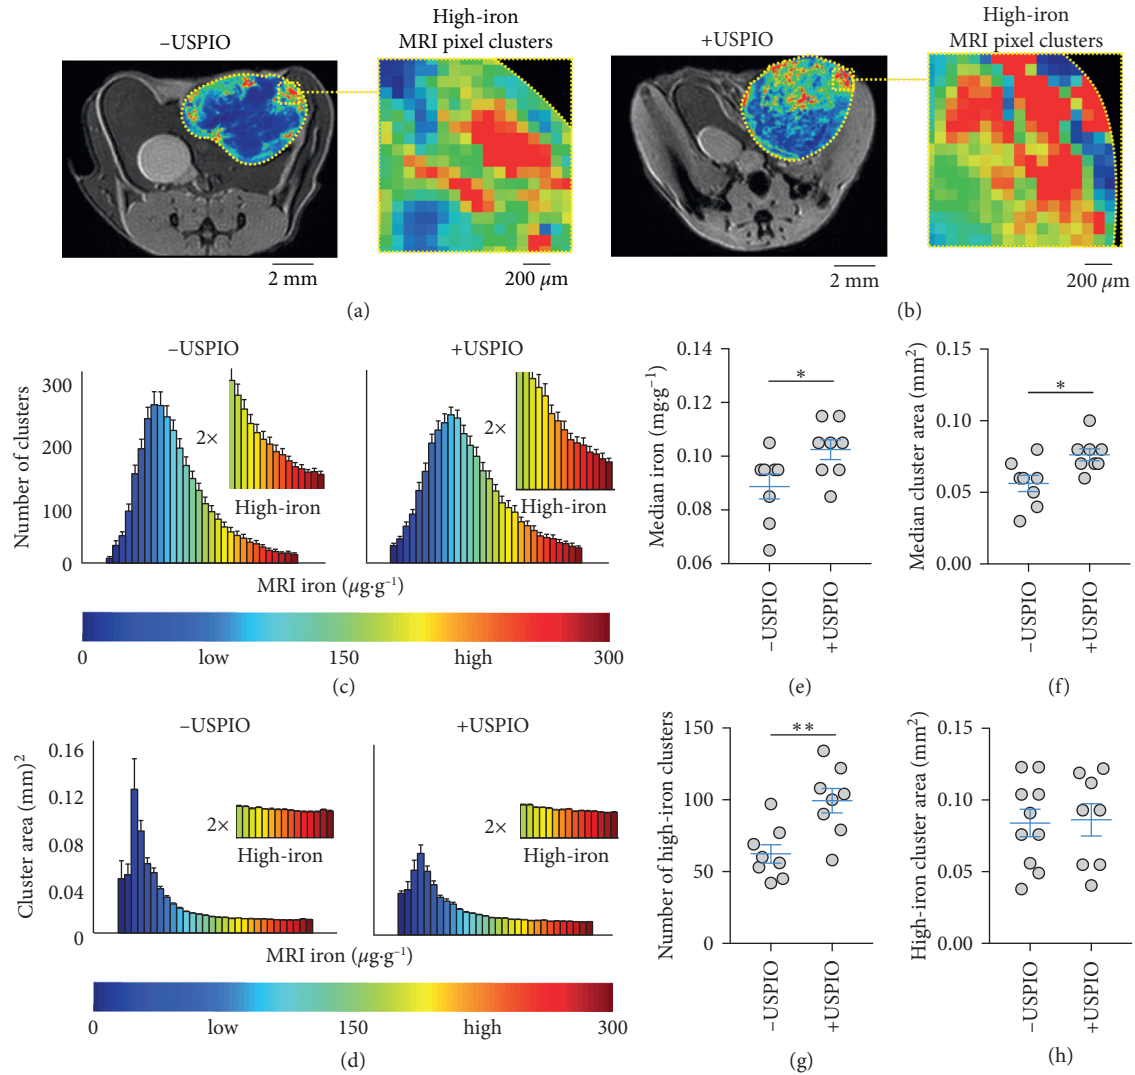 –USPIO
High-iron
MRI pixel clusters
2 mm
200 μm
(a)
+USPIO
High-iron
MRI pixel clusters
2 mm
200 μm
(b)
–USPIO
+USPIO
Number of clusters
300
200
100
0
2×
High-iron
2×
High-iron
MRI iron (μg·g⁻¹)
0 low 150 high 300
(c)
–USPIO
+USPIO
Cluster area (mm)²
0.16
0.12
0.08
0.04
0
2×
High-iron
2×
High-iron
MRI iron (μg·g⁻¹)
0 low 150 high 300
(d)
Median iron (mg·g⁻¹)
0.14
0.12
0.10
0.08
0.06
*
–USPIO
+USPIO
(e)
Median cluster area (mm²)
0.15
0.10
0.05
0.00
*
–USPIO
+USPIO
(f)
Number of high-iron clusters
150
100
50
0
**
–USPIO
+USPIO
(g)
High-iron cluster area (mm²)
0.15
0.10
0.05
0.00
–USPIO
+USPIO
(h)